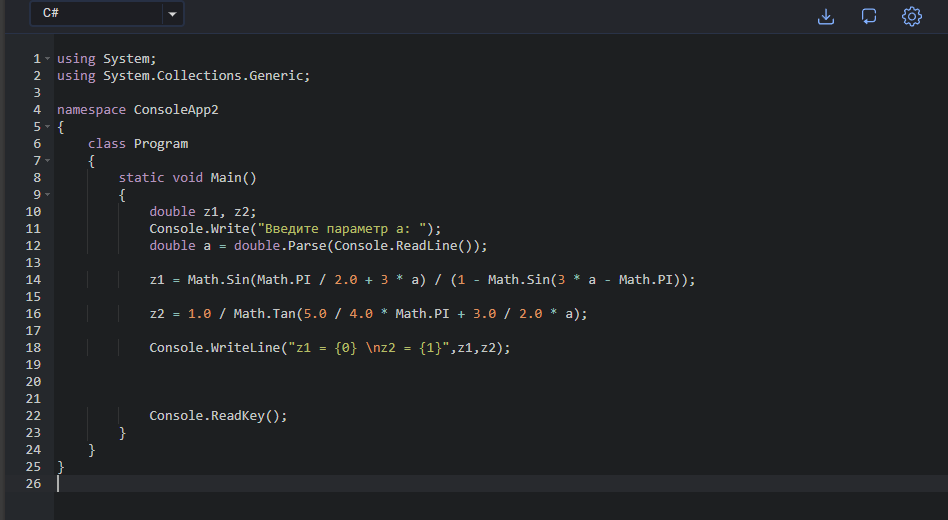 C#
1 using System;
2 using System.Collections.Generic;
3
4 namespace ConsoleApp2
5 {
6     class Program
7     {
8         static void Main()
9         {
10             double z1, z2;
11             Console.Write("Введите параметр a: ");
12             double a = double.Parse(Console.ReadLine());
13
14             z1 = Math.Sin(Math.PI / 2.0 + 3 * a) / (1 - Math.Sin(3 * a - Math.PI));
15
16             z2 = 1.0 / Math.Tan(5.0 / 4.0 * Math.PI + 3.0 / 2.0 * a);
17
18             Console.WriteLine("z1 = {0} \nz2 = {1}",z1,z2);
19
20
21
22             Console.ReadKey();
23         }
24     }
25 }
26